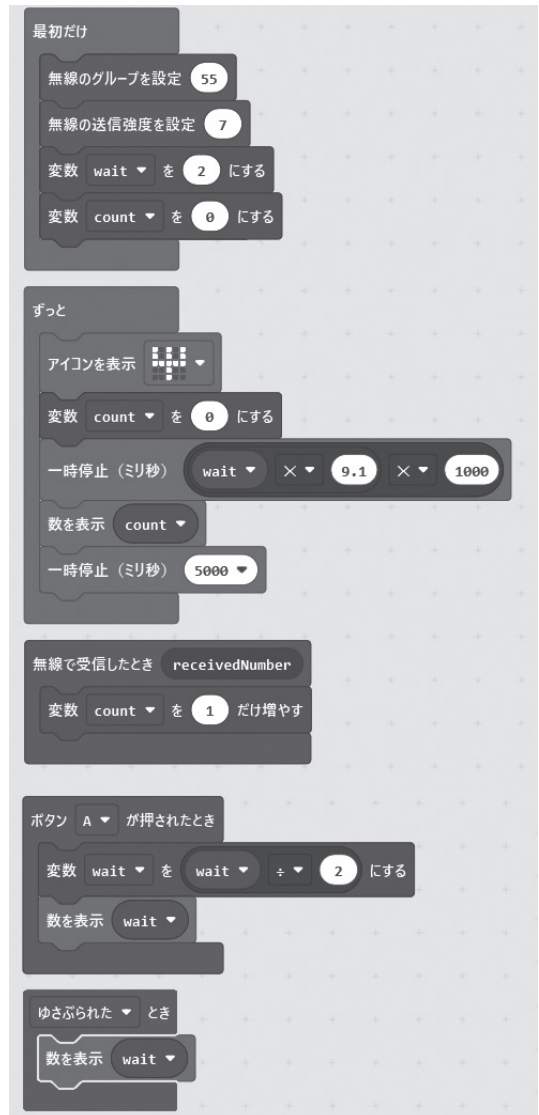 最初だけ
無線のグループを設定 55
無線の送信強度を設定 7
変数 wait を 2 にする
変数 count を 0 にする
ずっと
アイコンを表示
変数 count を 0 にする
一時停止（ミリ秒） wait × 9.1 × 1000
数を表示 count
一時停止（ミリ秒） 5000
無線で受信したとき receivedNumber
変数 count を 1 だけ増やす
ボタン A が押されたとき
変数 wait を wait ÷ 2 にする
数を表示 wait
ゆさぶられた とき
数を表示 wait